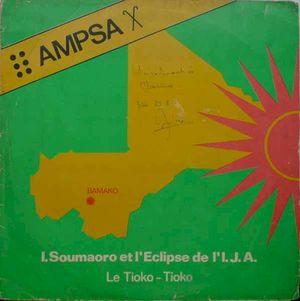 AMPSA
BAMAKO
I. Soumaoro et l'Eclipse de l'I. J. A.
Le Tioko - Tioko